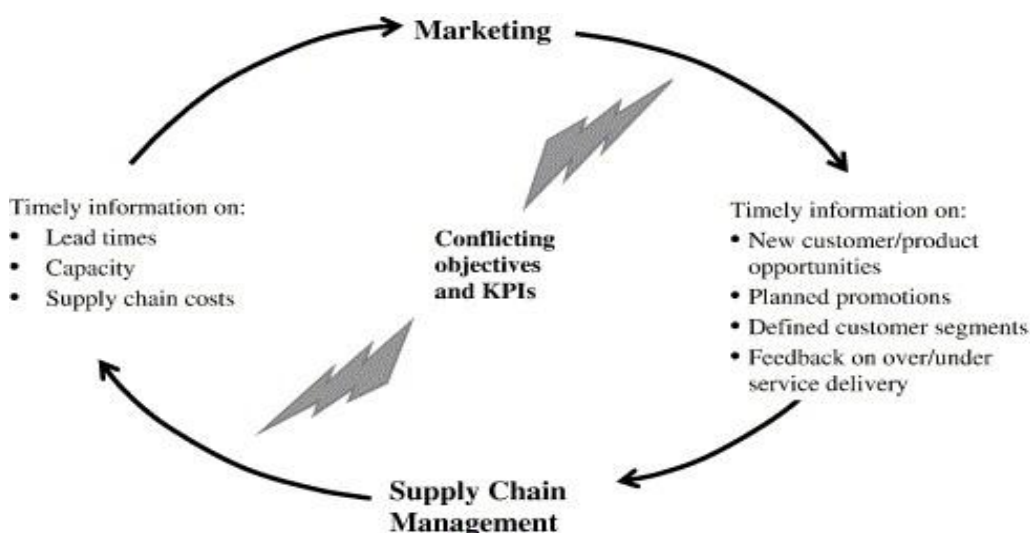 Marketing
Timely information on:
• Lead times
• Capacity
• Supply chain costs
Conflicting
objectives
and KPIs
Timely information on:
• New customer/product
opportunities
• Planned promotions
• Defined customer segments
• Feedback on over/under
service delivery
Supply Chain
Management